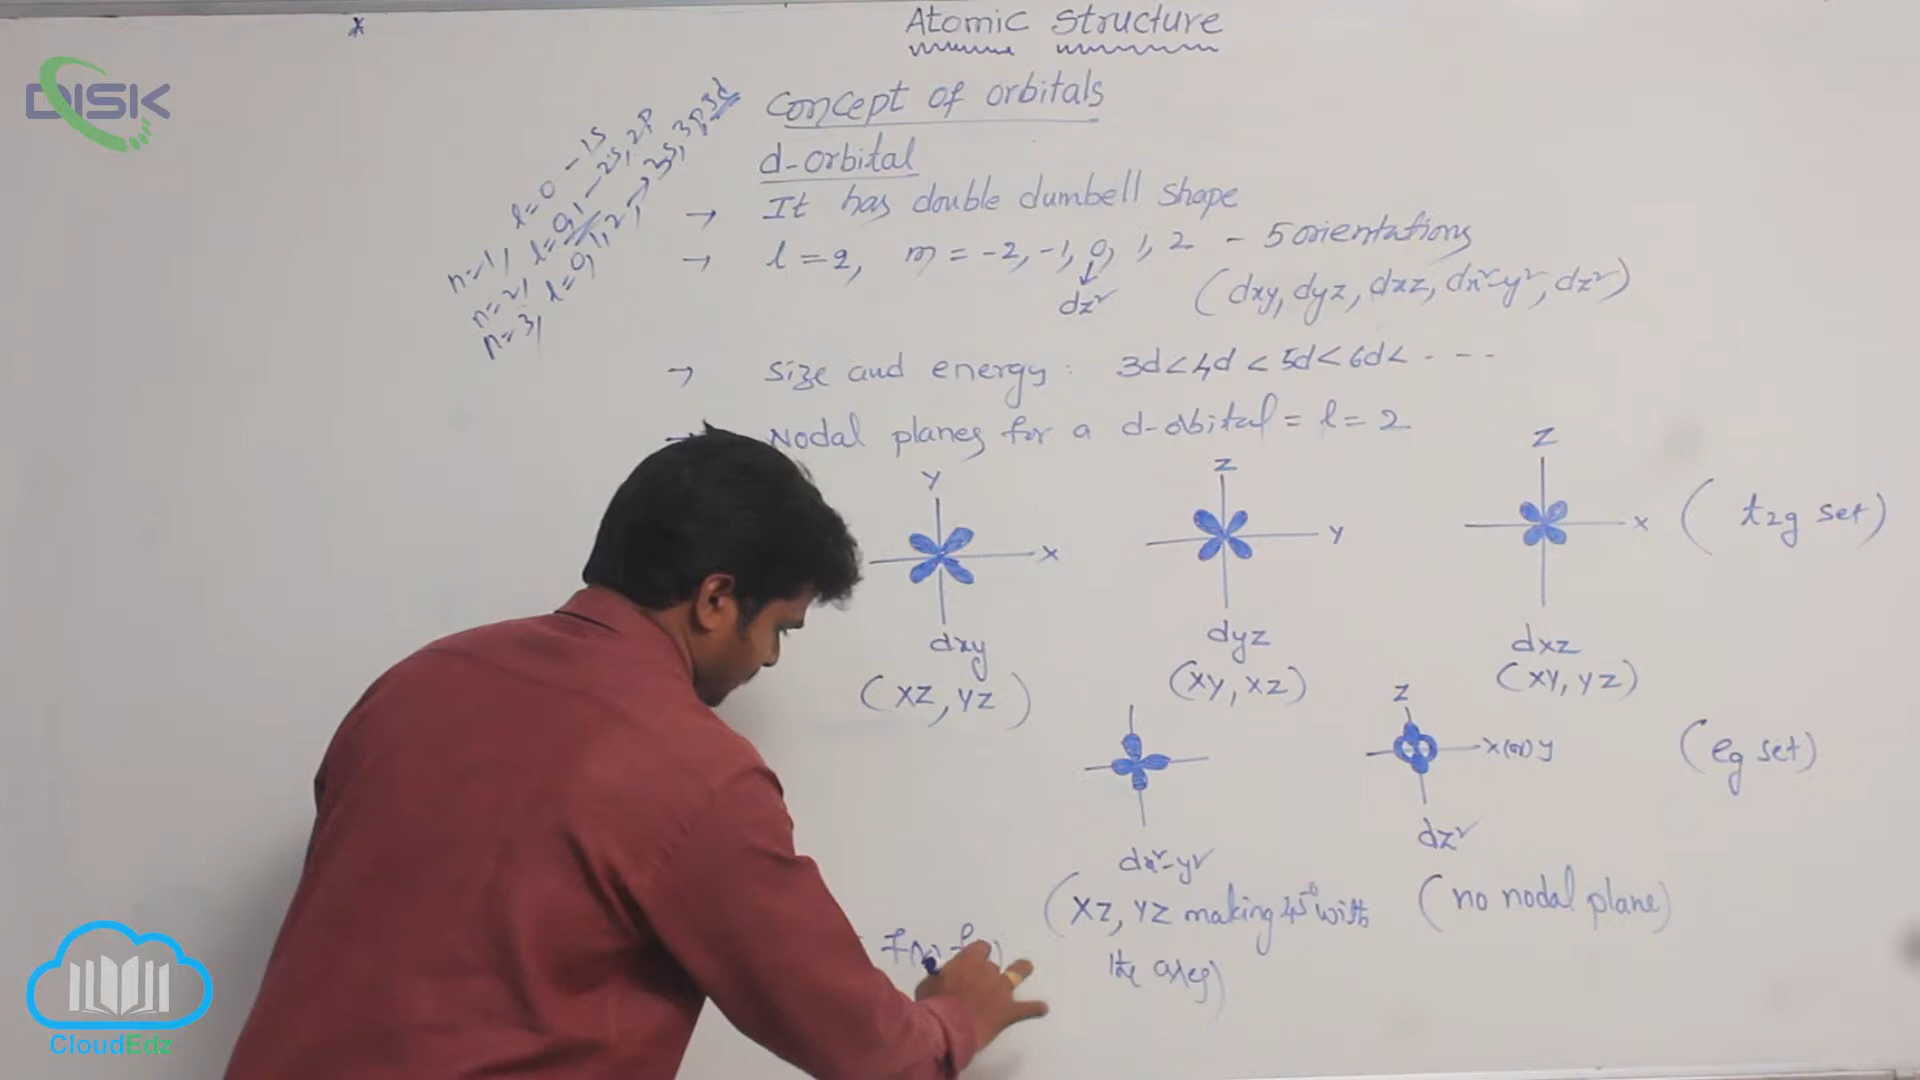 Atomic Structure
DISK
Concept of orbitals
n=1, l=0 - 1s
n=2, l=0,1 - 2s, 2p
n=3, l=0,1,2, → 3s, 3p, 3d
d-orbital
→ It has double dumbell shape
→ l=2, m = -2, -1, 0, 1, 2 - 5 orientations
dz² (dxy, dyz, dxz, dx²-y², dz²)
→ Size and energy: 3d<4d<5d<6d< ----
→ Nodal planes for a d-orbital = l = 2
Y X
Z Y
Z X
(t2g set)
dxy dyz dxz
(XZ, YZ) (XY, XZ) (XY, YZ)
Z X(or)Y (eg set)
dx²-y² dz²
(XZ, YZ making 45° with (no nodal plane)
the axes)
CloudEdz